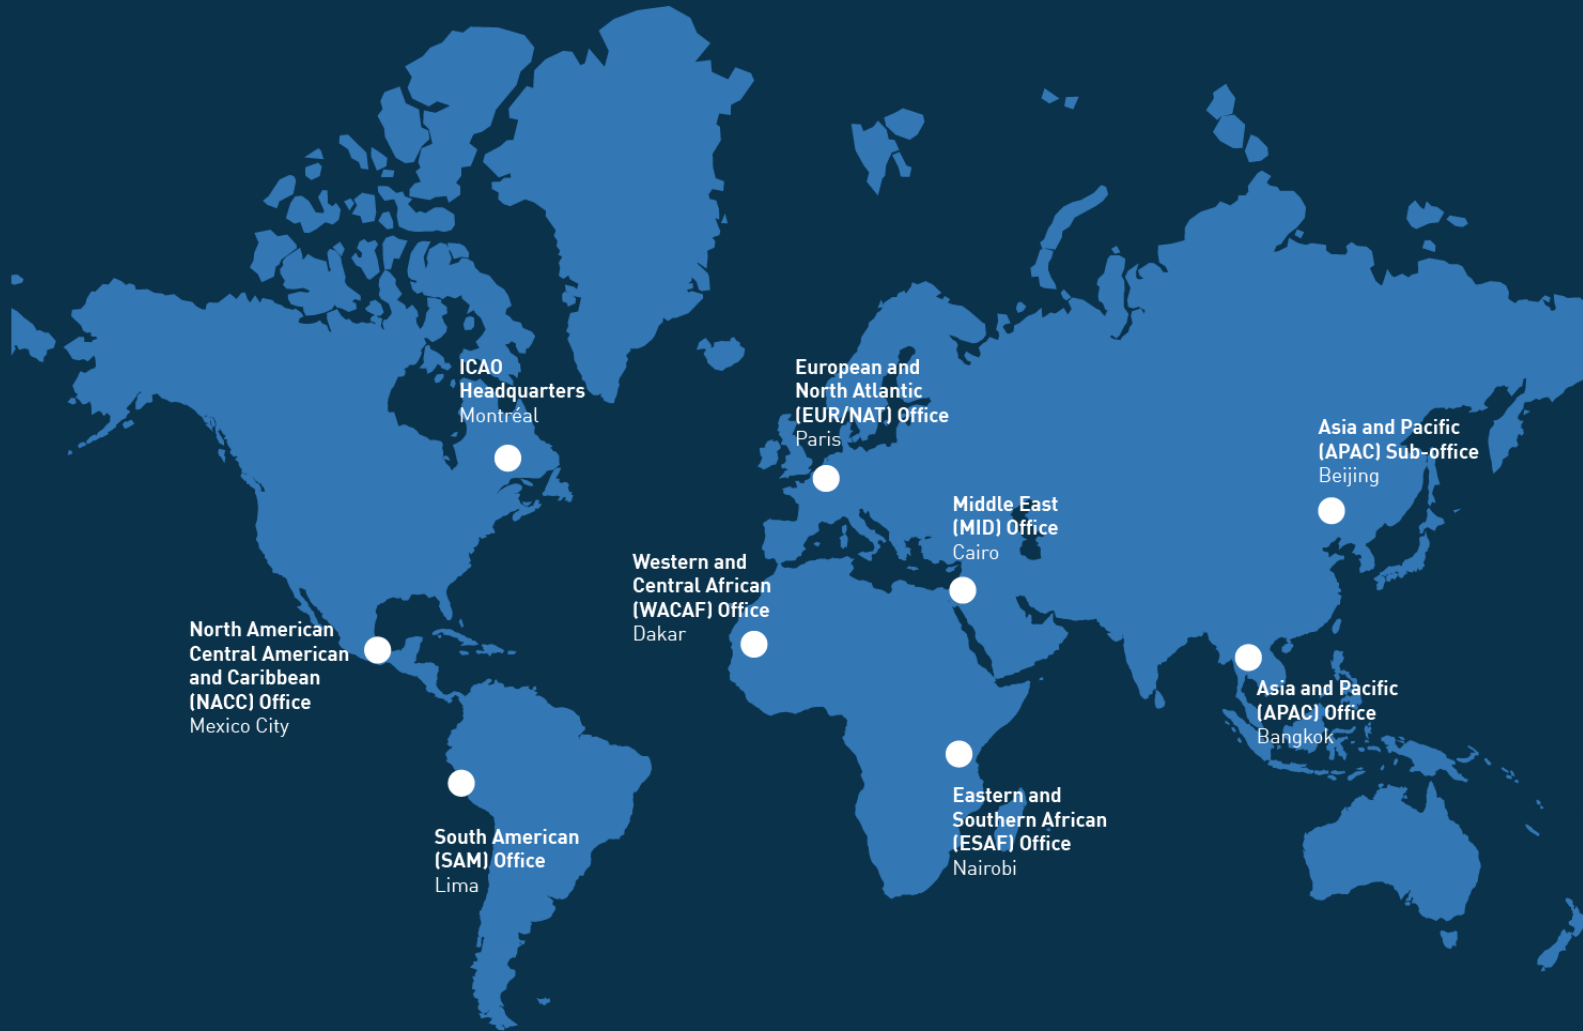 ICAO
Headquarters
Montréal
European and
North Atlantic
(EUR/NAT) Office
Paris
Asia and Pacific
(APAC) Sub-office
Beijing
Middle East
(MID) Office
Cairo
Western and
Central African
(WACAF) Office
Dakar
North American
Central American
and Caribbean
(NACC) Office
Mexico City
Asia and Pacific
(APAC) Office
Bangkok
Eastern and
Southern African
(ESAF) Office
Nairobi
South American
(SAM) Office
Lima